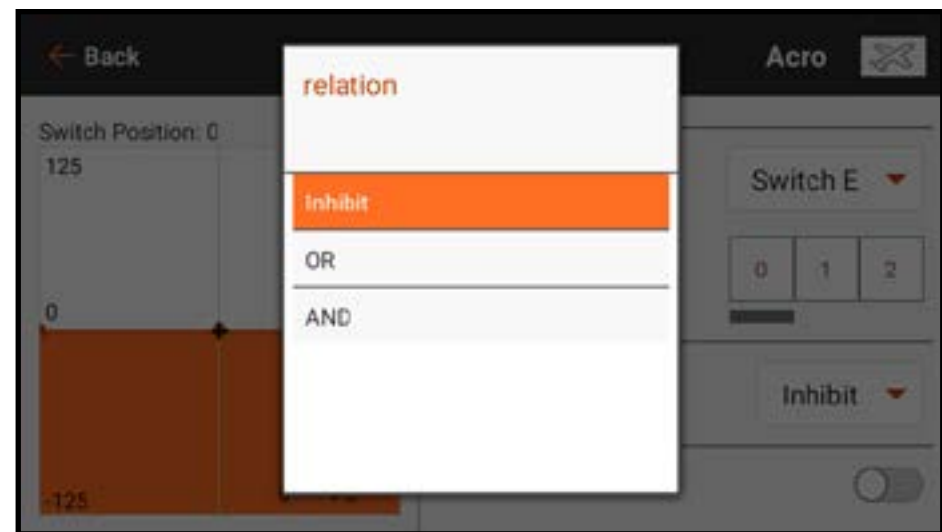 ← Back
Acro
relation
Switch Position: 0
125
Switch E
Inhibit
0 1 2
OR
0
AND
Inhibit
-125